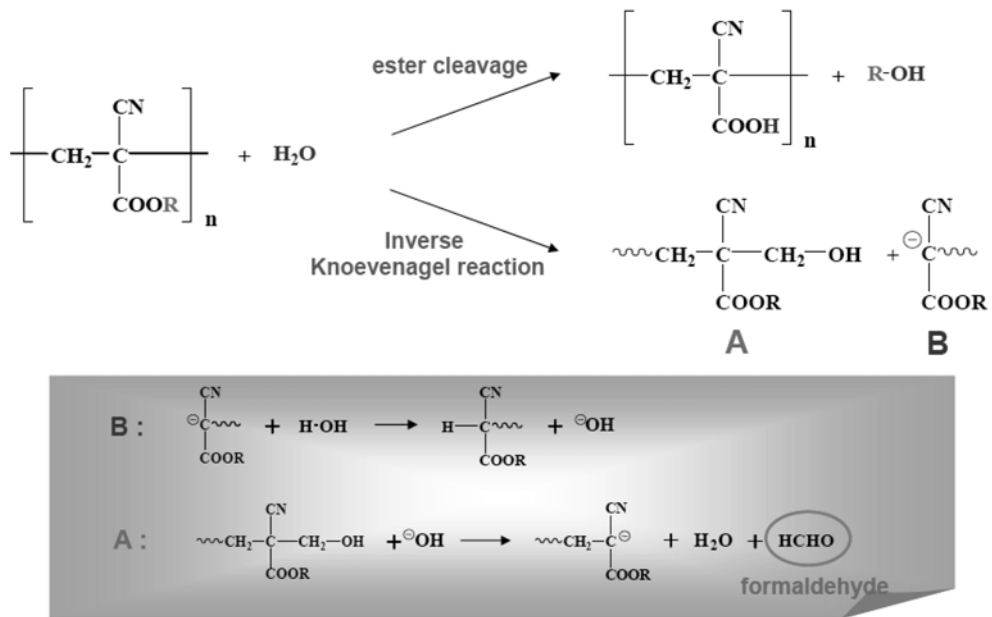 CN
ester cleavage
CH₂ C + R-OH
CN
COOH n
CH₂ C + H₂O
COOR n
CN CN
Inverse
Knoevenagel reaction
CH₂ C CH₂ OH + ⊖C
COOR COOR
A B
CN
B : ⊖C + H·OH → H C + ⊖OH
COOR COOR
CN CN
A : CH₂ C CH₂ OH + ⊖OH → CH₂ C⊖ + H₂O + HCHO
COOR COOR
formaldehyde